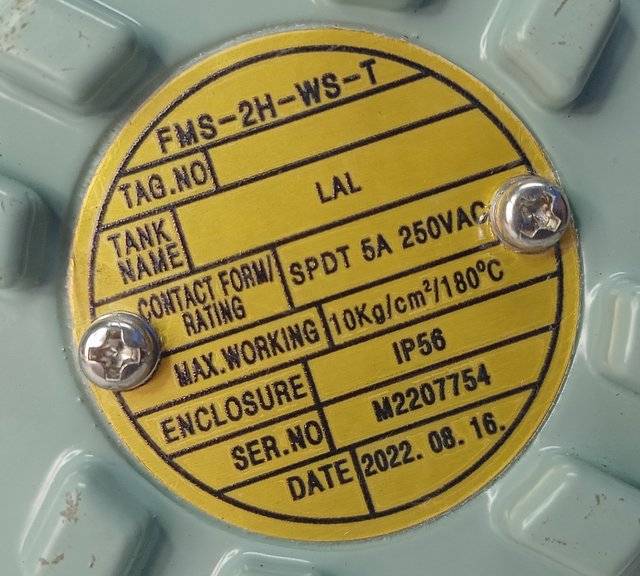 FMS-2H-WS-T
TAG.NO
TANK NAME LAL
CONTACT FORM/ RATING SPDT 5A 250VAC
MAX.WORKING 10Kg/cm²/180°C
ENCLOSURE IP56
SER.NO M2207754
DATE 2022. 08. 16.